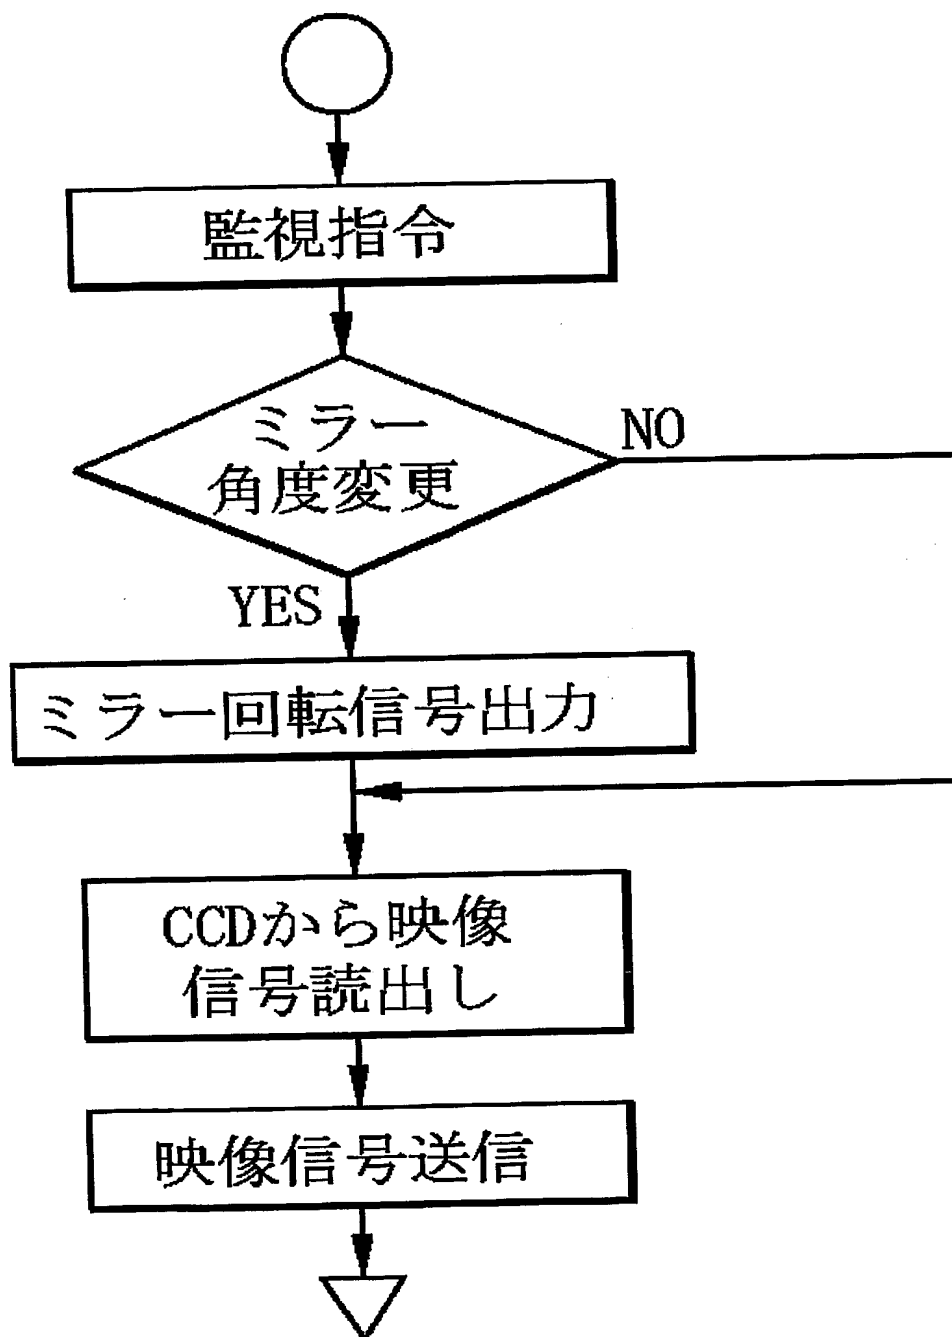 監視指令
ミラー
角度変更
NO
YES
ミラー回転信号出力
CCDから映像
信号読出し
映像信号送信